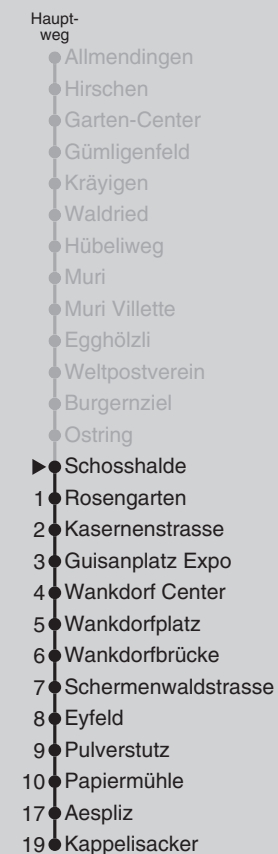 Haupt-
weg
Allmendingen
Hirschen
Garten-Center
Gümligenfeld
Kräyigen
Waldried
Hübeliweg
Muri
Muri Villette
Egghölzli
Weltpostverein
Burgernziel
Ostring
Schosshalde
1 Rosengarten
2 Kasernenstrasse
3 Guisanplatz Expo
4 Wankdorf Center
5 Wankdorfplatz
6 Wankdorfbrücke
7 Schermenwaldstrasse
8 Eyfeld
9 Pulverstutz
10 Papiermühle
17 Aespliz
19 Kappelisacker